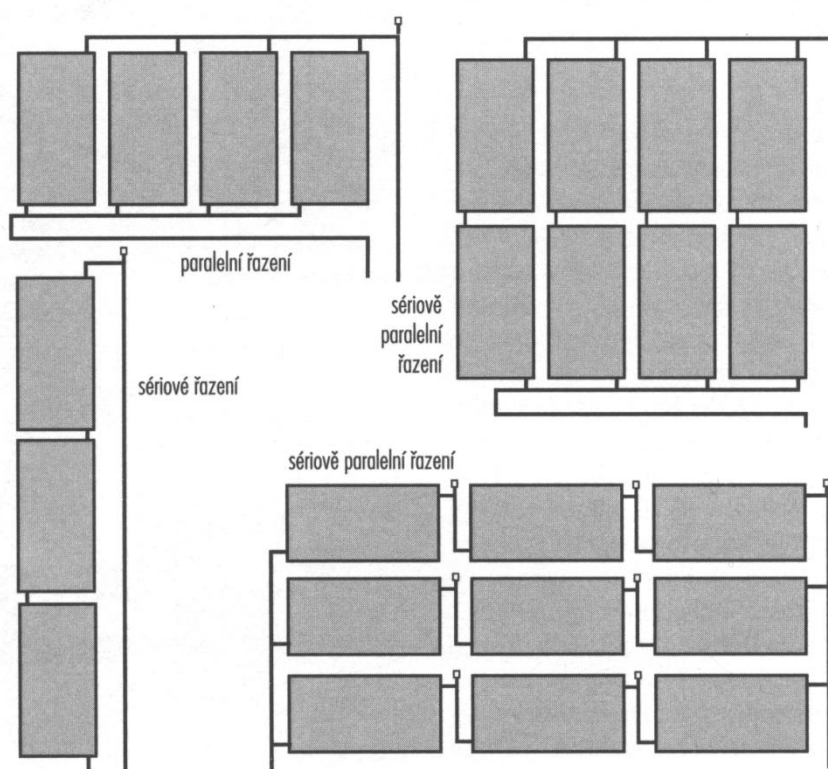 paralelní řazení
sériově
paralelní
řazení
sériové řazení
sériově paralelní řazení